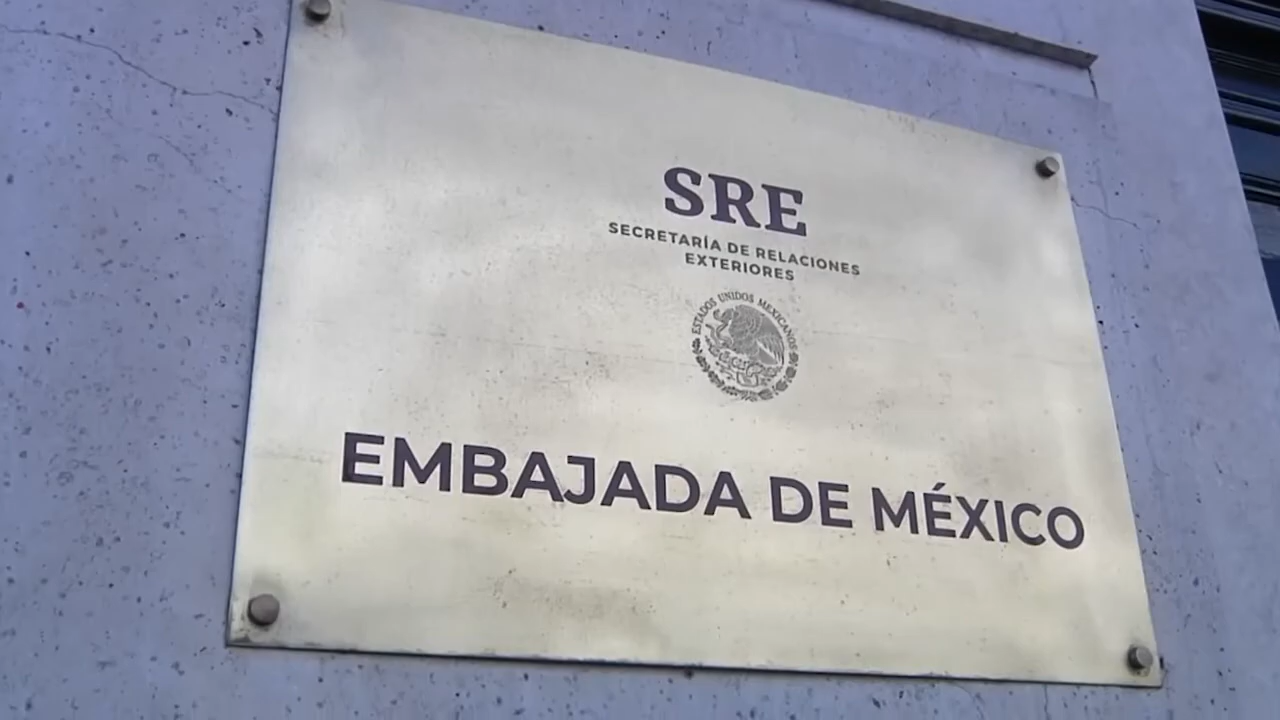 SRE
SECRETARÍA DE RELACIONES
EXTERIORES
ESTADOS UNIDOS MEXICANOS
EMBAJADA DE MÉXICO